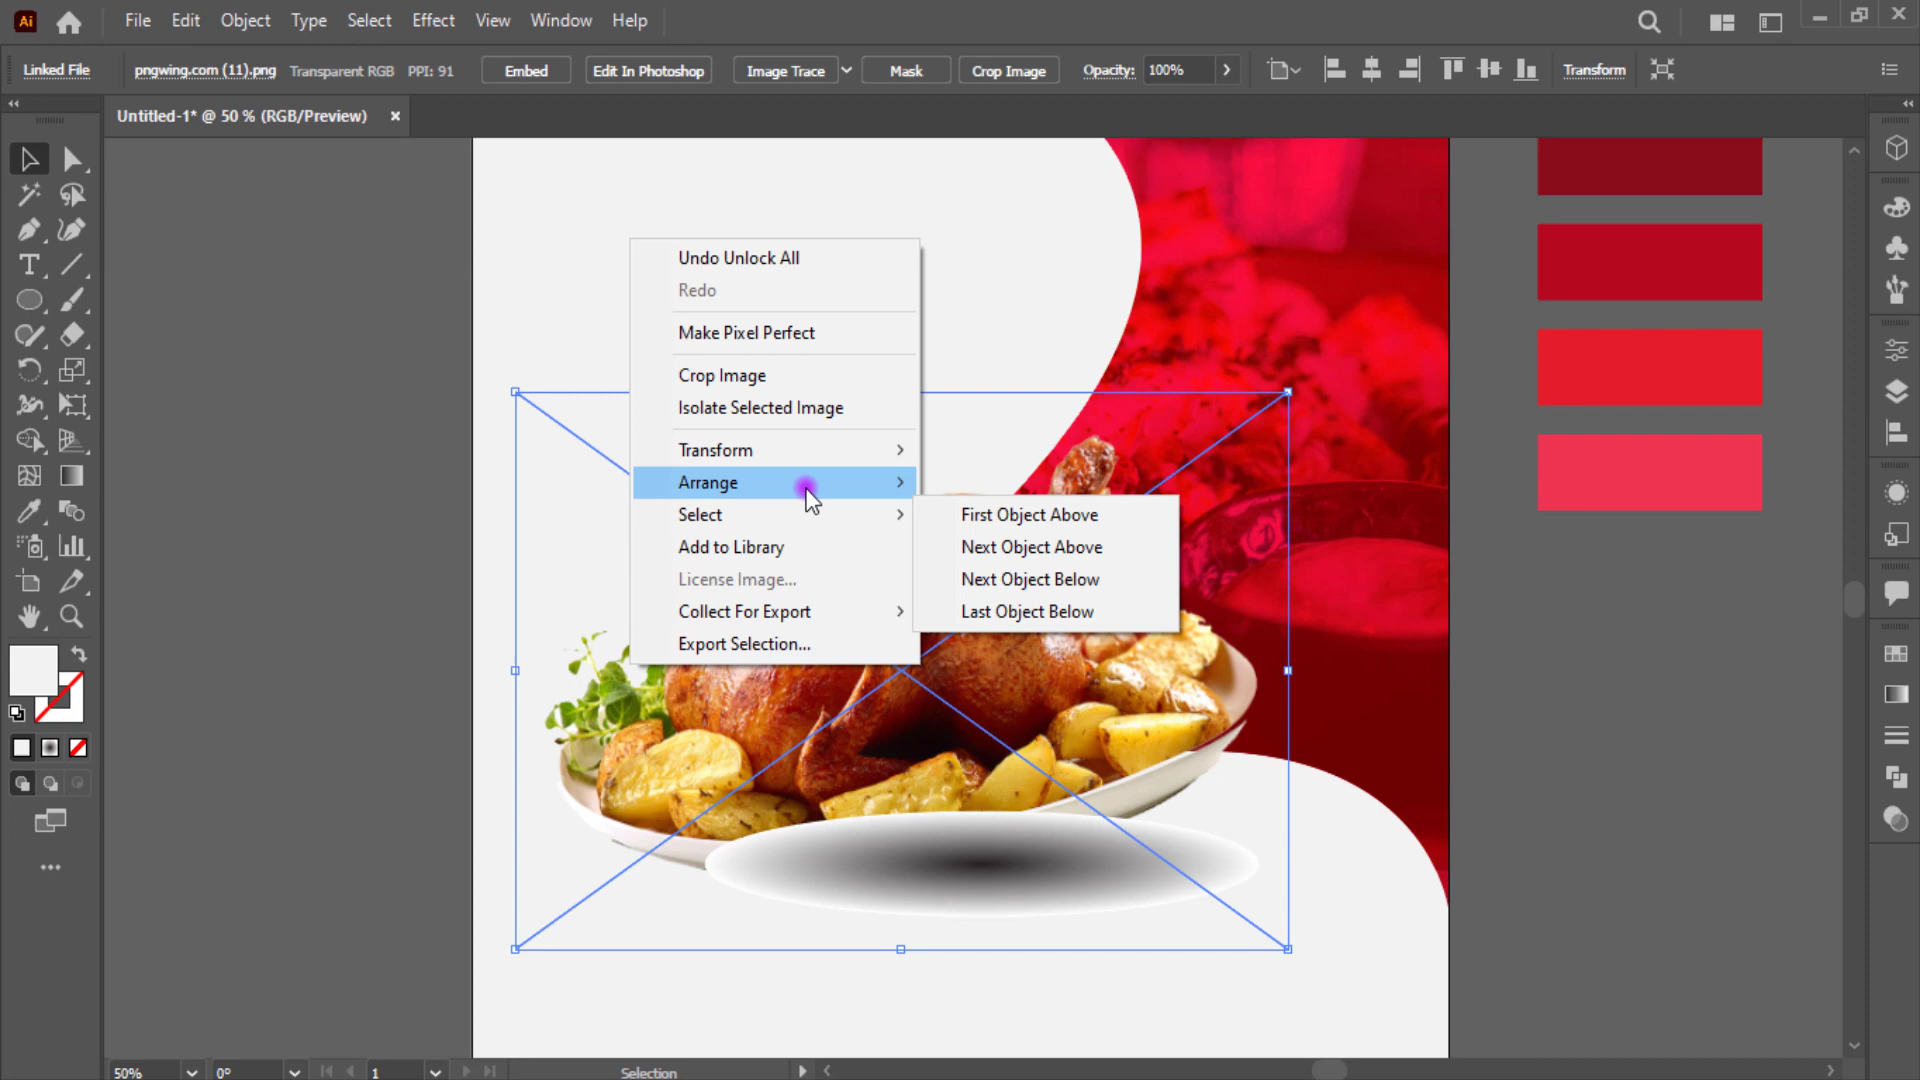 Ai
File Edit Object Type Select Effect View Window Help
Linked File pngwing.com (11).png Transparent RGB PPI: 91 Embed Edit In Photoshop Image Trace Mask Crop Image Opacity: 100% Transform
Untitled-1* @ 50 % (RGB/Preview)
Undo Unlock All
Redo
Make Pixel Perfect
Crop Image
Isolate Selected Image
Transform
Arrange
Select
Add to Library
License Image...
Collect For Export
Export Selection...
First Object Above
Next Object Above
Next Object Below
Last Object Below
50% 0° 1 Selection